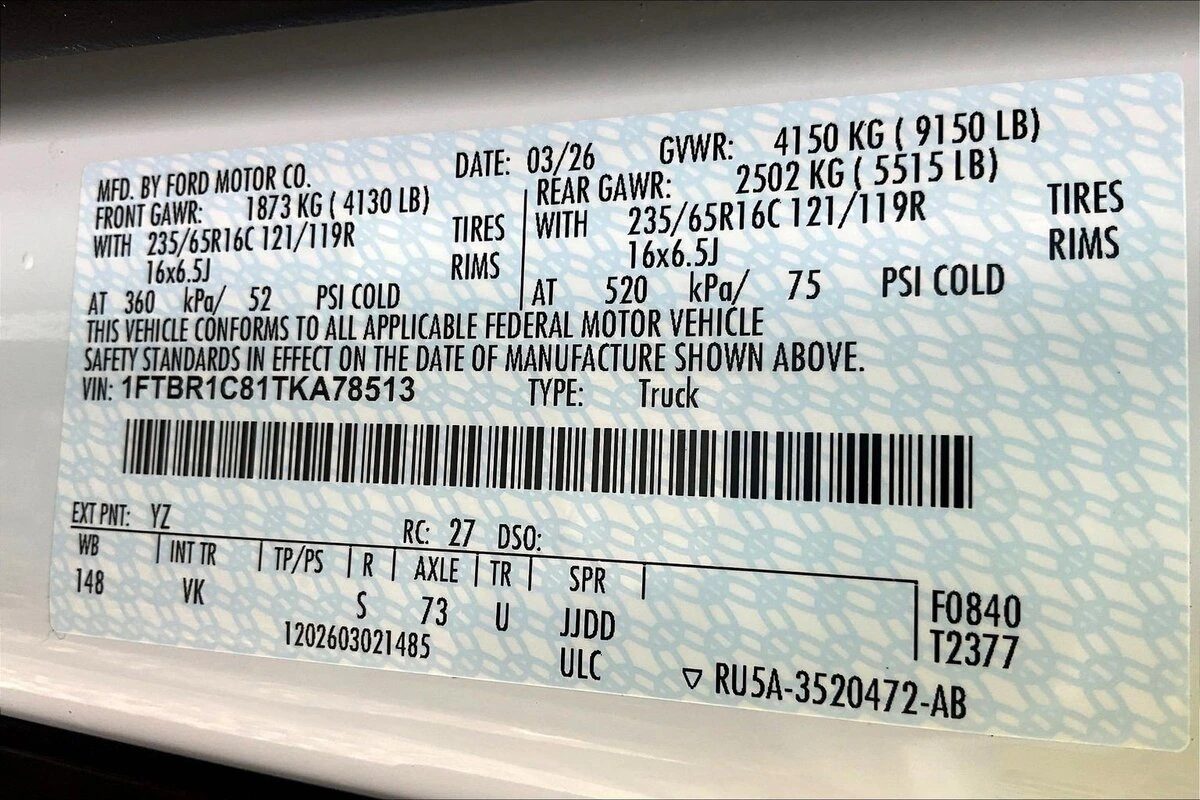 MFD. BY FORD MOTOR CO. DATE: 03/26 GVWR: 4150 KG ( 9150 LB)
FRONT GAWR: 1873 KG ( 4130 LB) REAR GAWR: 2502 KG ( 5515 LB)
WITH 235/65R16C 121/119R TIRES WITH 235/65R16C 121/119R TIRES
16x6.5J RIMS 16x6.5J RIMS
AT 360 kPa/ 52 PSI COLD AT 520 kPa/ 75 PSI COLD
THIS VEHICLE CONFORMS TO ALL APPLICABLE FEDERAL MOTOR VEHICLE
SAFETY STANDARDS IN EFFECT ON THE DATE OF MANUFACTURE SHOWN ABOVE.
VIN: 1FTBR1C81TKA78513 TYPE: Truck
EXT PNT: YZ RC: 27 DSO:
WB INT TR TP/PS R AXLE TR SPR
148 VK S 73 U JJDD F0840
1202603021485 ULC T2377
▽ RU5A-3520472-AB